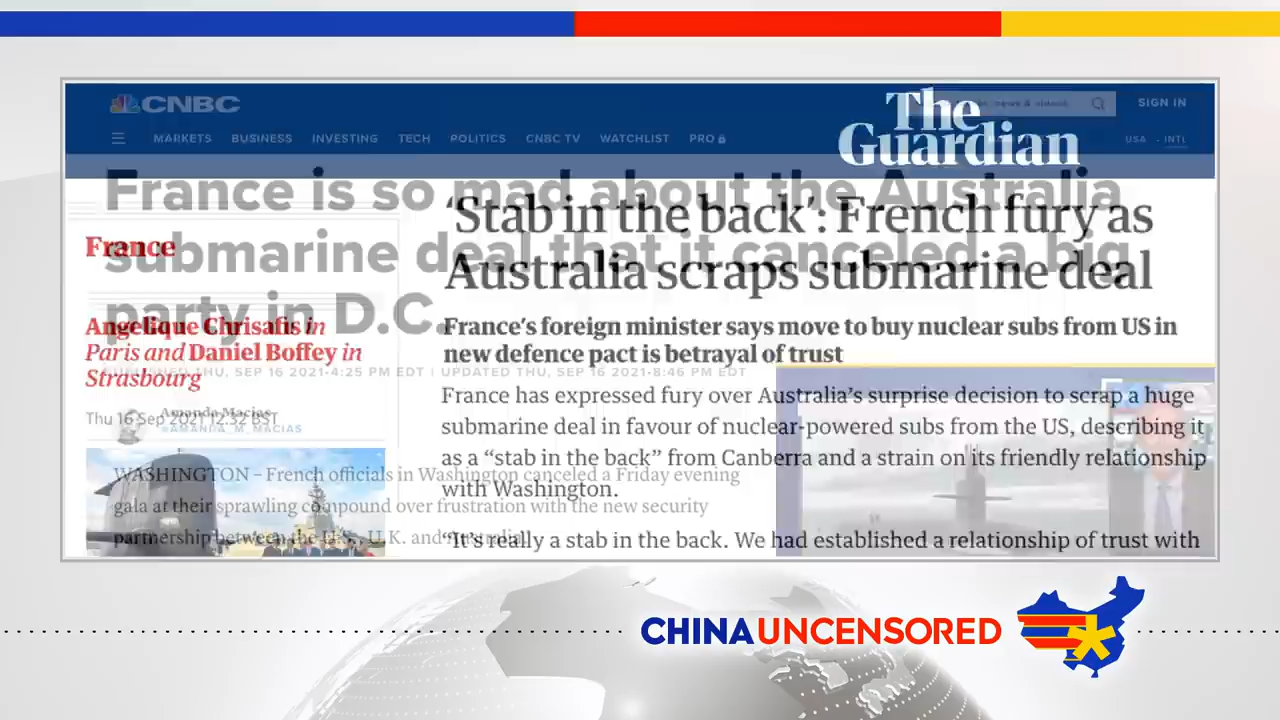 CNBC
The
Guardian
SIGN IN
MARKETS BUSINESS INVESTING TECH POLITICS CNBC TV WATCHLIST PRO
USA · INTL
France is so mad about the Australia
submarine deal that it canceled a big
party in D.C.
THU, SEP 16 2021-4:25 PM EDT | UPDATED THU, SEP 16 2021-8:46 PM EDT
Amanda Macias
@AMANDA_M_MACIAS
WASHINGTON – French officials in Washington canceled a Friday evening
gala at their sprawling compound over frustration with the new security
partnership between the U.S., U.K. and Australia.
France
Angelique Chrisafis in
Paris and Daniel Boffey in
Strasbourg
Thu 16 Sep 2021 12.32 BST
‘Stab in the back’: French fury as
Australia scraps submarine deal
France’s foreign minister says move to buy nuclear subs from US in
new defence pact is betrayal of trust
France has expressed fury over Australia’s surprise decision to scrap a huge
submarine deal in favour of nuclear-powered subs from the US, describing it
as a “stab in the back” from Canberra and a strain on its friendly relationship
with Washington.
“It’s really a stab in the back. We had established a relationship of trust with
CHINA UNCENSORED